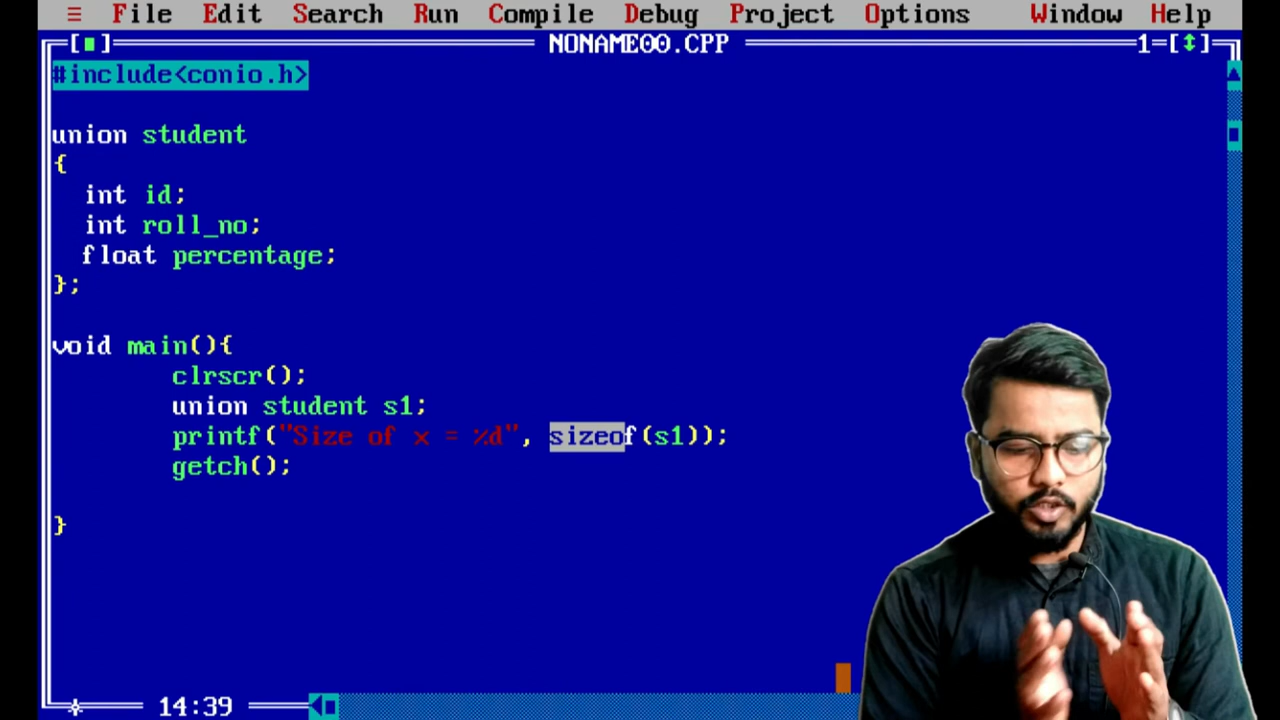 ≡ File Edit Search Run Compile Debug Project Options Window Help
[■] NONAME00.CPP 1=[↕]
#include<conio.h>
union student
{
int id;
int roll_no;
float percentage;
};
void main(){
clrscr();
union student s1;
printf("Size of x = %d", sizeof(s1));
getch();
}
14:39